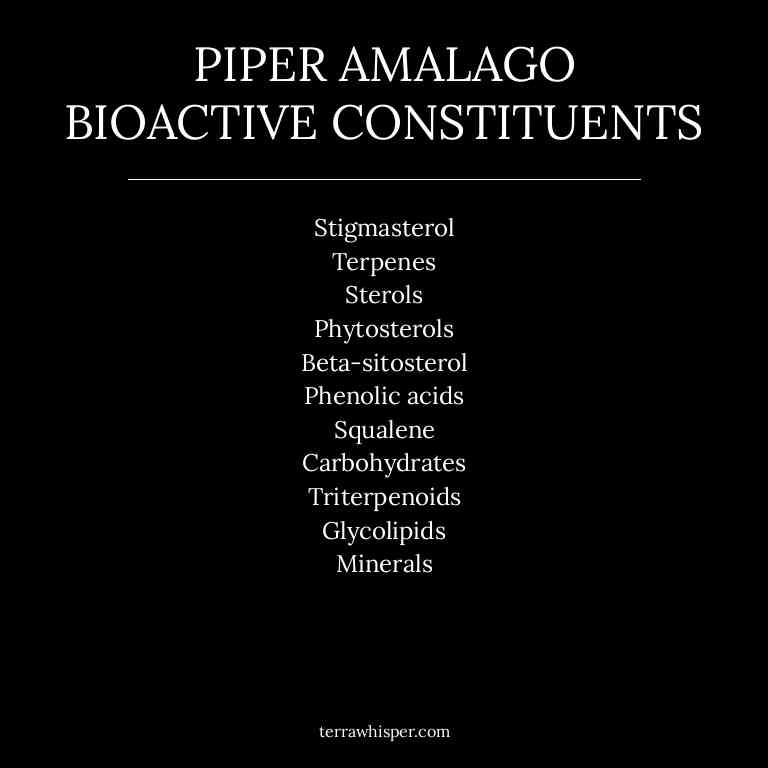 PIPER AMALAGO
BIOACTIVE CONSTITUENTS
Stigmasterol
Terpenes
Sterols
Phytosterols
Beta-sitosterol
Phenolic acids
Squalene
Carbohydrates
Triterpenoids
Glycolipids
Minerals
terrawhisper.com